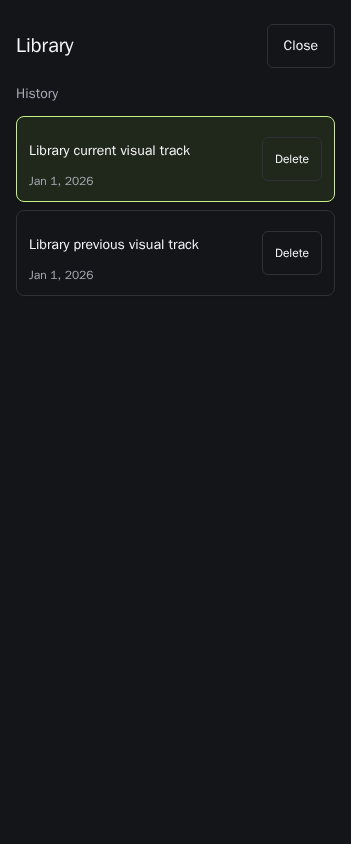 Library
Close
History
Library current visual track
Jan 1, 2026
Delete
Library previous visual track
Jan 1, 2026
Delete